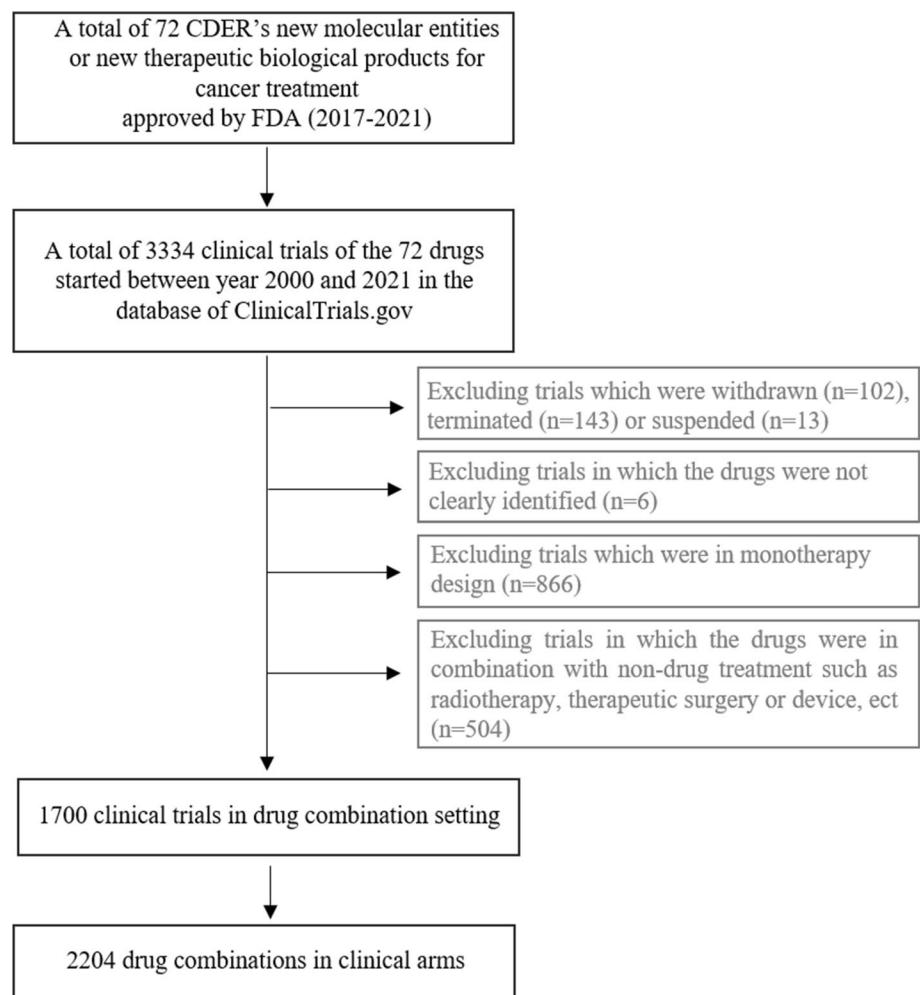 A total of 72 CDER’s new molecular entities
or new therapeutic biological products for
cancer treatment
approved by FDA (2017-2021)
A total of 3334 clinical trials of the 72 drugs
started between year 2000 and 2021 in the
database of ClinicalTrials.gov
Excluding trials which were withdrawn (n=102),
terminated (n=143) or suspended (n=13)
Excluding trials in which the drugs were not
clearly identified (n=6)
Excluding trials which were in monotherapy
design (n=866)
Excluding trials in which the drugs were in
combination with non-drug treatment such as
radiotherapy, therapeutic surgery or device, ect
(n=504)
1700 clinical trials in drug combination setting
2204 drug combinations in clinical arms